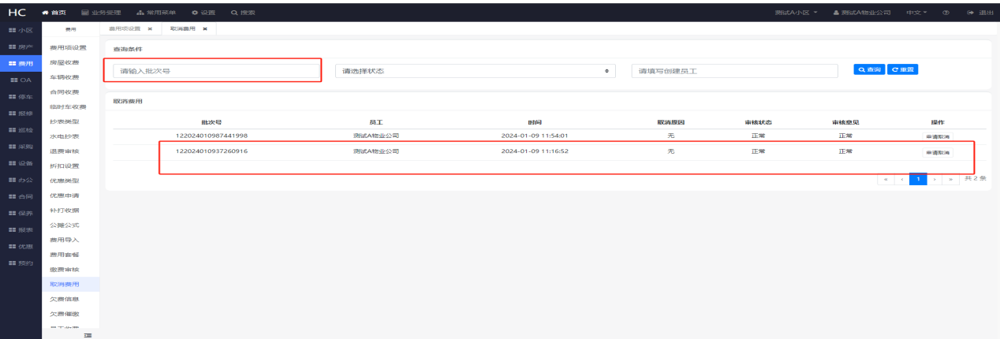 HC 首页 业务受理 常用菜单 设置 搜索 测试A小区 测试A物业公司 中文 退出
小区
房产
费用
OA
停车
报修
巡检
采购
设备
办公
合同
保养
报表
优惠
预约
费用
费用项设置
房屋收费
车辆收费
合同收费
临时车收费
抄表类型
水电抄表
退费审核
折扣设置
优惠类型
优惠申请
补打收据
公摊公式
费用导入
费用套餐
缴费审核
取消费用
欠费信息
欠费催缴
费用项设置 × 取消费用 ×
查询条件
请输入批次号 请选择状态 请填写创建员工 查询 重置
取消费用
批次号 员工 时间 取消原因 审核状态 审核意见 操作
122024010987441998 测试A物业公司 2024-01-09 11:54:01 无 正常 正常 申请取消
122024010937260916 测试A物业公司 2024-01-09 11:16:52 无 正常 正常 申请取消
« ‹ 1 › » 共 2 条